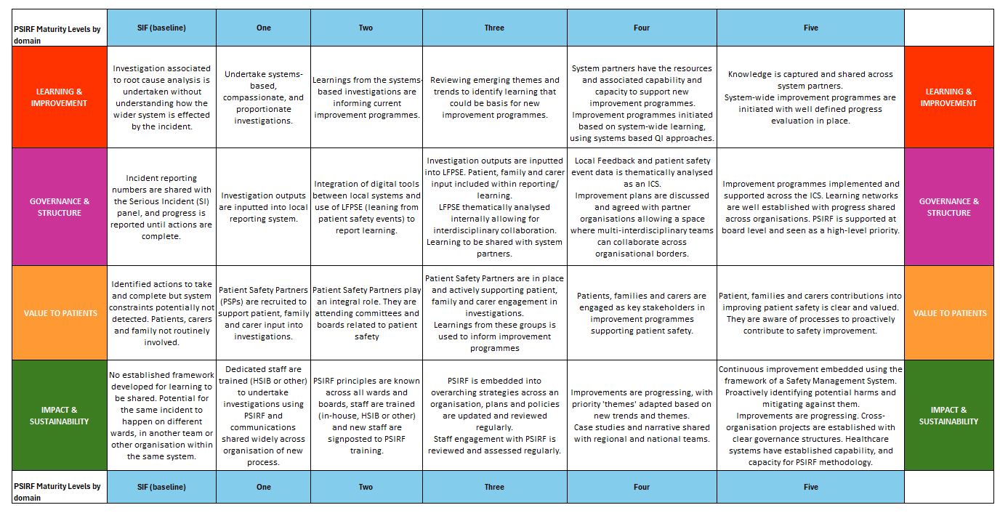 PSIRF Maturity Levels by
domain
SIF (baseline)
One
Two
Three
Four
Five
LEARNING &
IMPROVEMENT
Investigation associated
to root cause analysis is
undertaken without
understanding how the
wider system is effected
by the incident.
Undertake systems-
based,
compassionate, and
proportionate
investigations.
Learnings from the systems-
based investigations are
informing current
improvement programmes.
Reviewing emerging themes and
trends to identify learning that
could be basis for new
improvement programmes.
System partners have the resources
and associated capability and
capacity to support new
improvement programmes.
Improvement programmes initiated
based on system-wide learning,
using systems based QI approaches.
Knowledge is captured and shared across
system partners.
System-wide improvement programmes are
initiated with well defined progress
evaluation in place.
LEARNING &
IMPROVEMENT
GOVERNANCE &
STRUCTURE
Incident reporting
numbers are shared with
the Serious Incident (SI)
panel, and progress is
reported until actions are
complete.
Investigation outputs
are inputted into local
reporting system.
Integration of digital tools
between local systems and
use of LFPSE (leaning from
patient safety events) to
report learning.
Investigation outputs are inputted
into LFPSE. Patient, family and carer
input included within reporting/
learning.
LFPSE thematically analysed
internally allowing for
interdisciplinary collaboration.
Learning to be shared with system
partners.
Local Feedback and patient safety
event data is thematically analysed
as an ICS.
Improvement plans are discussed
and agreed with partner
organisations allowing a space
where multi-interdisciplinary teams
can collaborate across
organisational borders.
Improvement programmes implemented and
supported across the ICS. Learning networks
are well established with progress shared
across organisations. PSIRF is supported at
board level and seen as a high-level priority.
GOVERNANCE &
STRUCTURE
VALUE TO PATIENTS
Identified actions to take
and complete but system
constraints potentially not
detected. Patients, carers
and family not routinely
involved.
Patient Safety Partners
(PSPs) are recruited to
support patient, family
and carer input into
investigations.
Patient Safety Partners play
an integral role. They are
attending committees and
boards related to patient
safety
Patient Safety Partners are in place
and actively supporting patient,
family and carer engagement in
investigations.
Learnings from these groups is
used to inform improvement
programmes
Patients, families and carers are
engaged as key stakeholders in
improvement programmes
supporting patient safety.
Patient, families and carers contributions into
improving patient safety is clear and valued.
They are aware of processes to proactively
contribute to safety improvement.
VALUE TO PATIENTS
IMPACT &
SUSTAINABILITY
No established framework
developed for learning to
be shared. Potential for
the same incident to
happen on different
wards, in another team or
other organisation within
the same system.
Dedicated staff are
trained (HSIB or other)
to undertake
investigations using
PSIRF and
communications
shared widely across
organisation of new
process.
PSIRF principles are known
across all wards and
boards, staff are trained
(in-house, HSIB or other)
and new staff are
signposted to PSIRF
training.
PSIRF is embedded into
overarching strategies across an
organisation, plans and policies
are updated and reviewed
regularly.
Staff engagement with PSIRF is
reviewed and assessed regularly.
Improvements are progressing, with
priority 'themes' adapted based on
new trends and themes.
Case studies and narrative shared
with regional and national teams.
Continuous improvement embedded using the
framework of a Safety Management System.
Proactively identifying potential harms and
mitigating against them.
Improvements are progressing. Cross-
organisation projects are established with
clear governance structures. Healthcare
systems have established capability, and
capacity for PSIRF methodology.
IMPACT &
SUSTAINABILITY
PSIRF Maturity Levels by
domain
SIF (baseline)
One
Two
Three
Four
Five